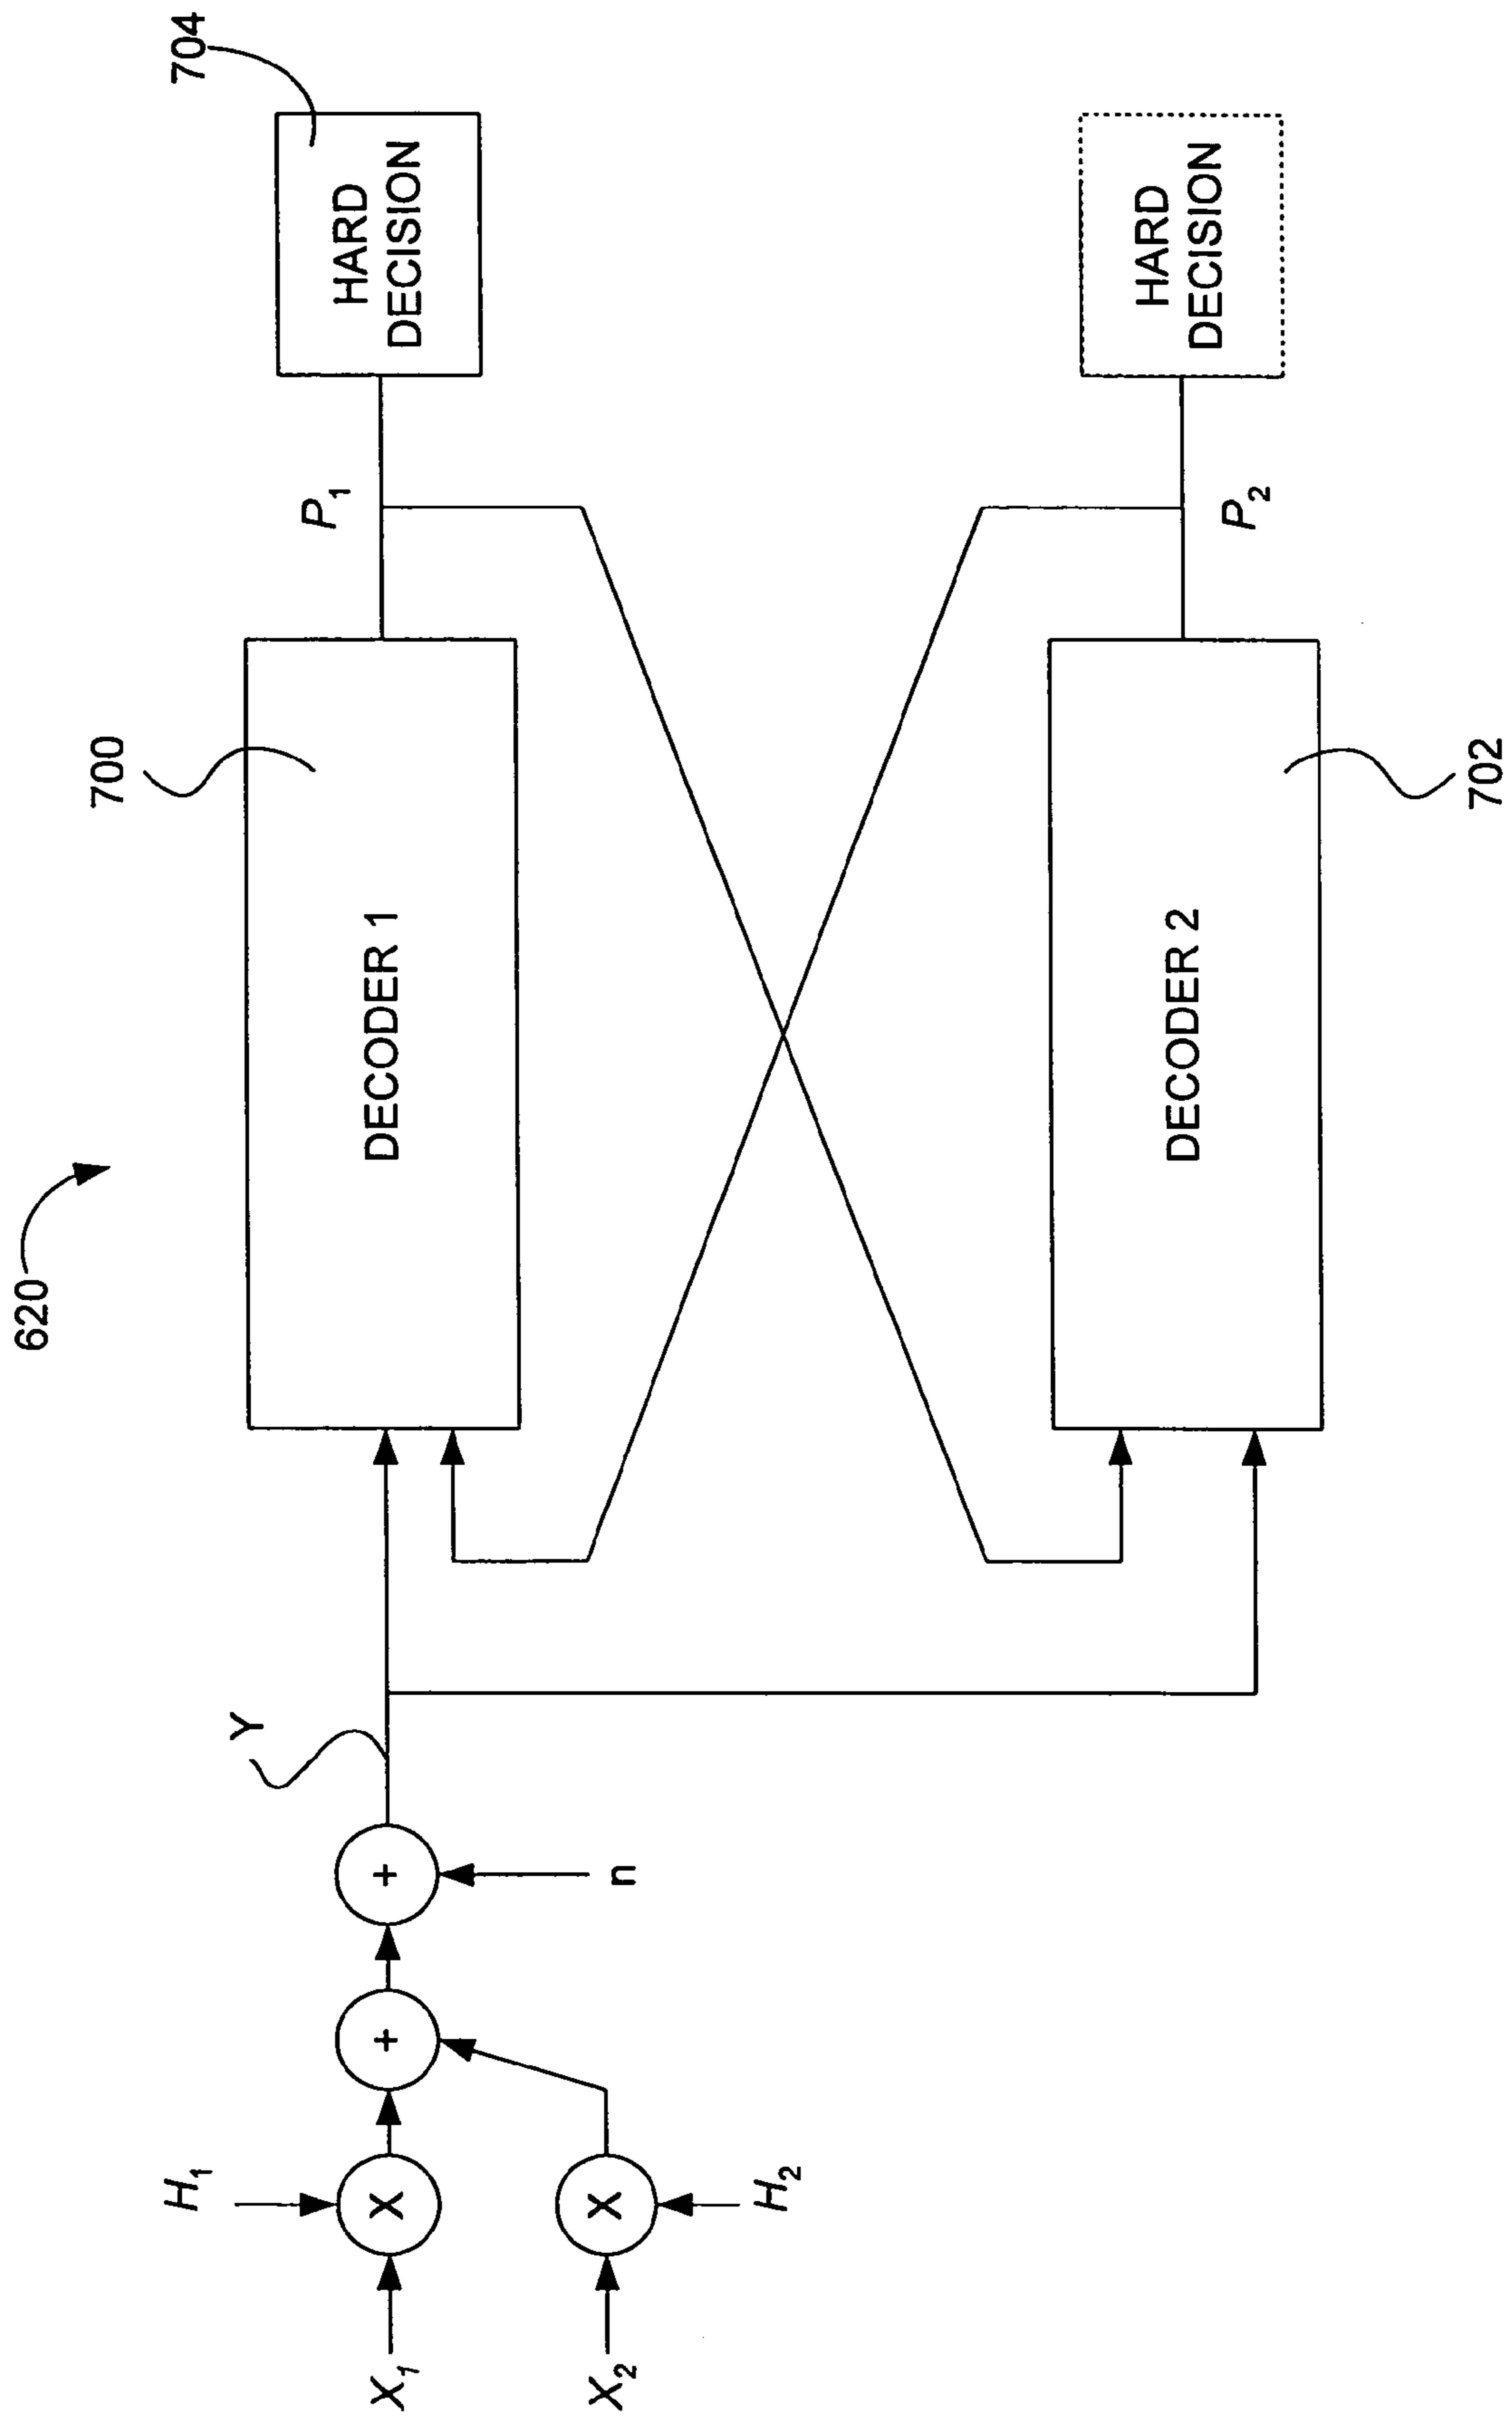 620
700
704
H1
Y
P1
X1
X
+
+
DECODER 1
HARD
DECISION
n
X2
X
H2
DECODER 2
P2
HARD
DECISION
702